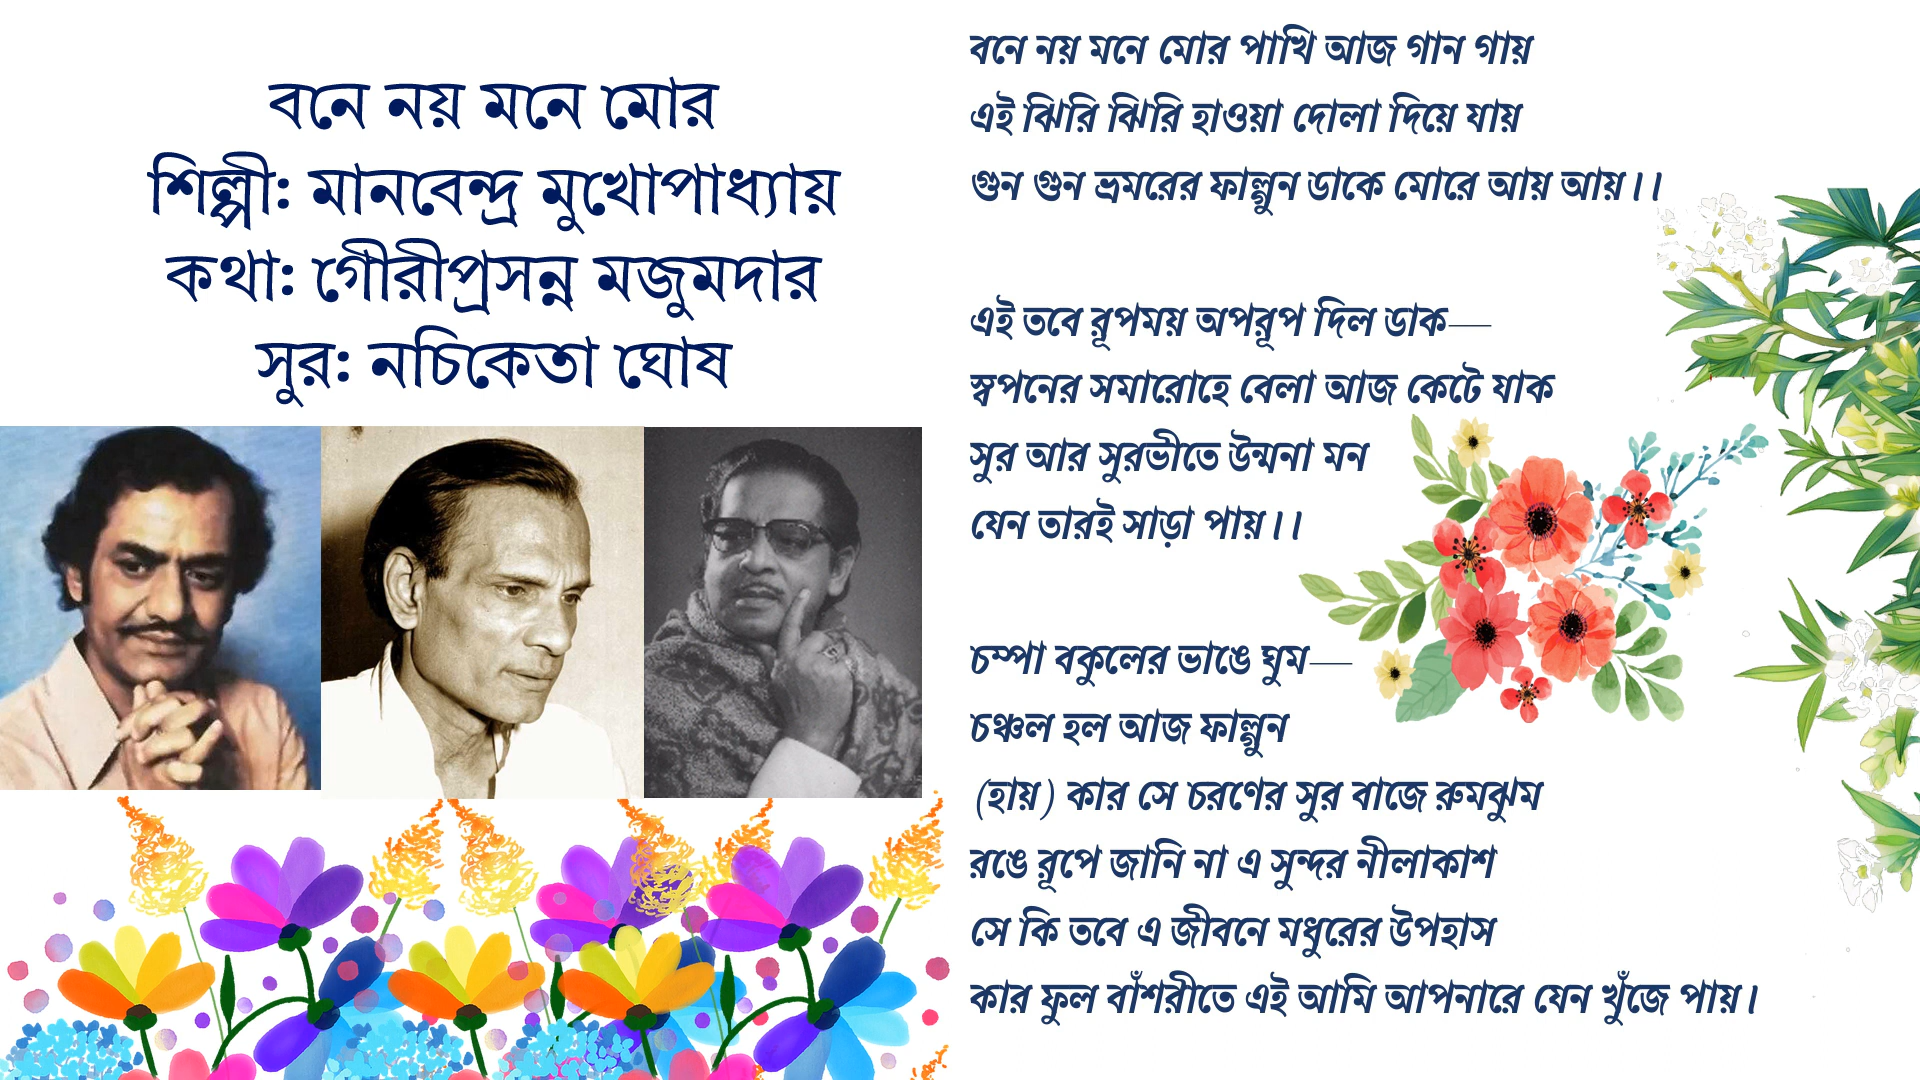 বনে নয় মনে মোর
শিল্পী: মানবেন্দ্র মুখোপাধ্যায়
কথা: গৌরীপ্রসন্ন মজুমদার
সুর: নচিকেতা ঘোষ
বনে নয় মনে মোর পাখি আজ গান গায়
এই ঝিরি ঝিরি হাওয়া দোলা দিয়ে যায়
গুন গুন ভ্রমরের ফাল্গুন ডাকে মোরে আয় আয়।।
এই তবে রূপময় অপরূপ দিল ডাক—
স্বপনের সমারোহে বেলা আজ কেটে যাক
সুর আর সুরভীতে উন্মনা মন
যেন তারই সাড়া পায়।।
চম্পা বকুলের ভাঙে ঘুম—
চঞ্চল হল আজ ফাল্গুন
(হায়) কার সে চরণের সুর বাজে রুমঝুম
রঙে রূপে জানি না এ সুন্দর নীলাকাশ
সে কি তবে এ জীবনে মধুরের উপহাস
কার ফুল বাঁশরীতে এই আমি আপনারে যেন খুঁজে পায়।